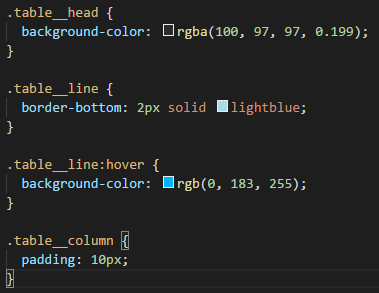 .table__head {
  background-color: rgba(100, 97, 97, 0.199);
}

.table__line {
  border-bottom: 2px solid lightblue;
}

.table__line:hover {
  background-color: rgb(0, 183, 255);
}

.table__column {
  padding: 10px;
}